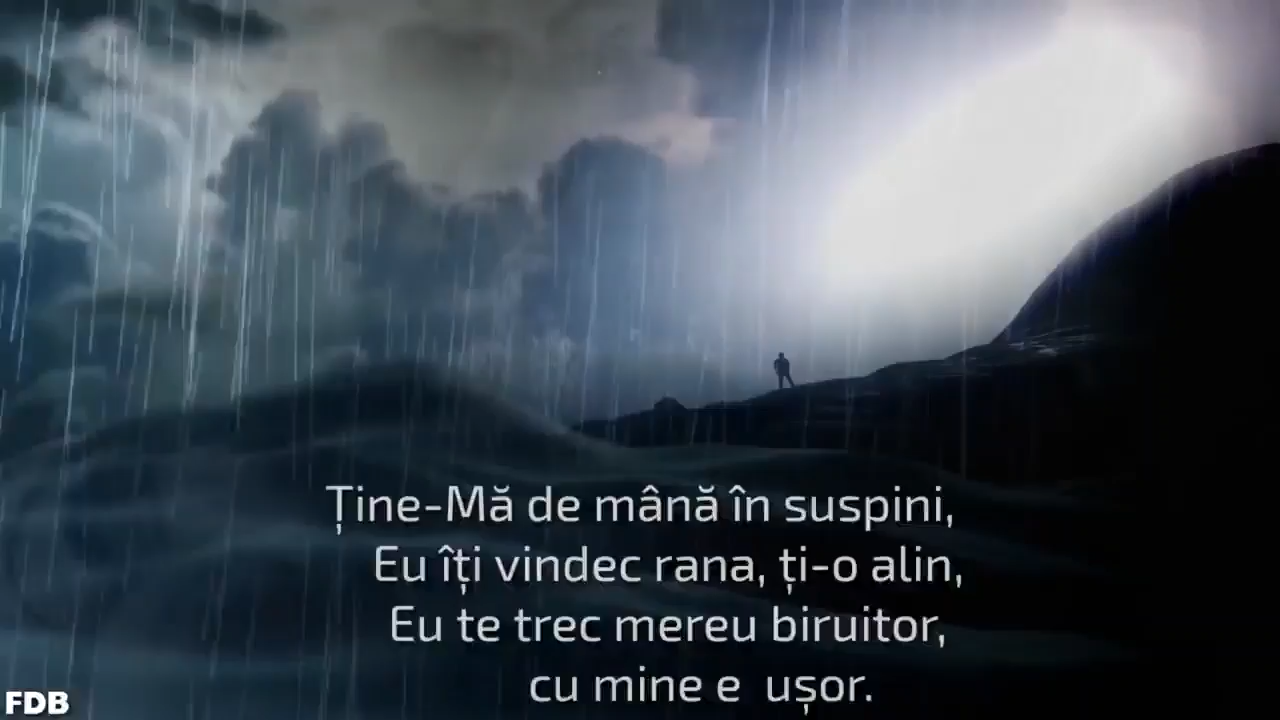 Ține-Mă de mână în suspini,
Eu îți vindec rana, ți-o alin,
Eu te trec mereu biruitor,
cu mine e  ușor.
FDB